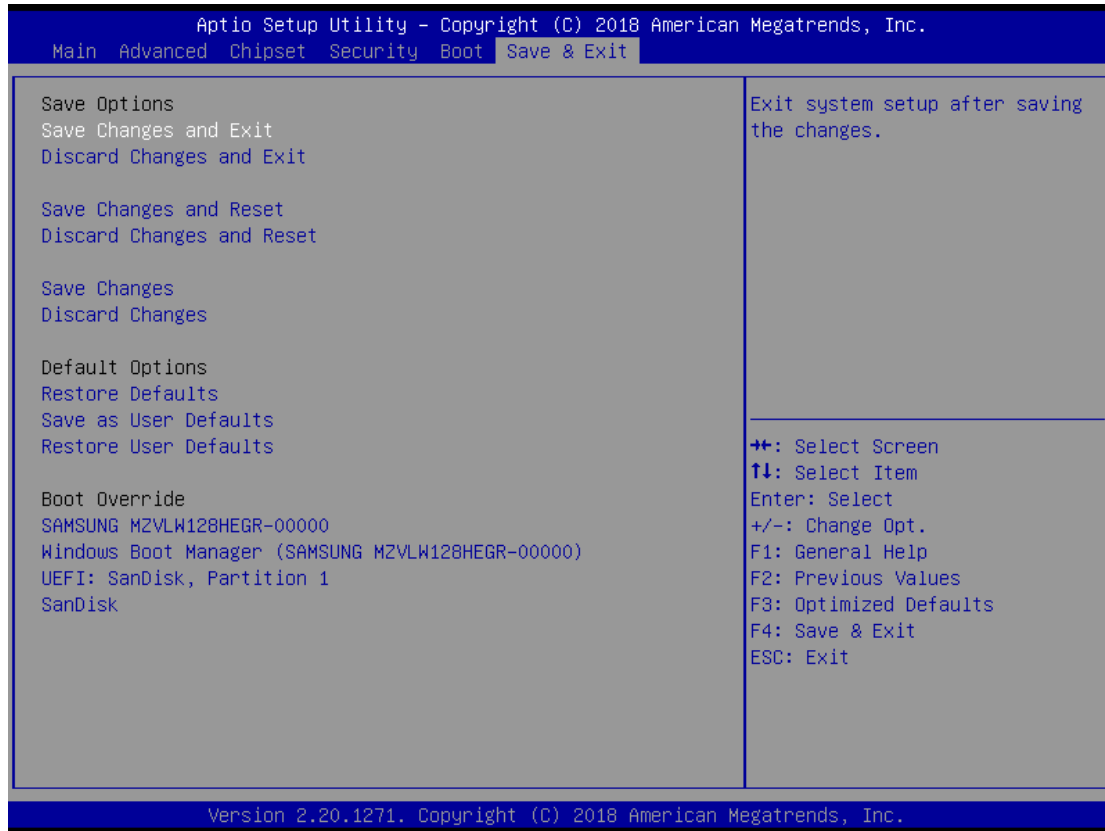 Aptio Setup Utility – Copyright (C) 2018 American Megatrends, Inc.
Main Advanced Chipset Security Boot Save & Exit
Save Options
Save Changes and Exit
Discard Changes and Exit
Save Changes and Reset
Discard Changes and Reset
Save Changes
Discard Changes
Default Options
Restore Defaults
Save as User Defaults
Restore User Defaults
Boot Override
SAMSUNG MZVLW128HEGR-00000
Windows Boot Manager (SAMSUNG MZVLW128HEGR-00000)
UEFI: SanDisk, Partition 1
SanDisk
Exit system setup after saving
the changes.
→←: Select Screen
↑↓: Select Item
Enter: Select
+/-: Change Opt.
F1: General Help
F2: Previous Values
F3: Optimized Defaults
F4: Save & Exit
ESC: Exit
Version 2.20.1271. Copyright (C) 2018 American Megatrends, Inc.